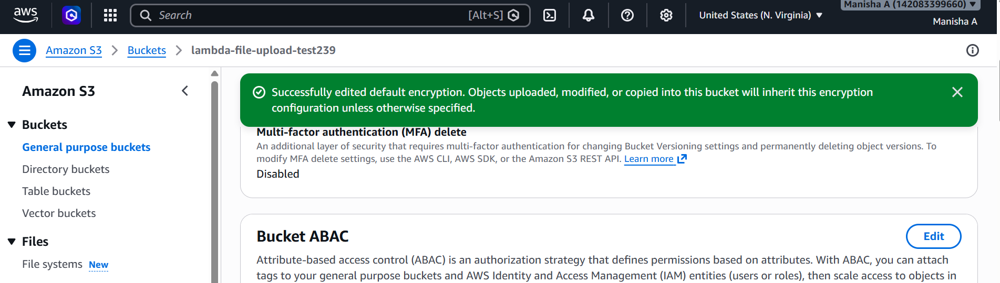 aws
Search
[Alt+S]
United States (N. Virginia)
Manisha A (142083399660)
Manisha A
Amazon S3
Buckets
lambda-file-upload-test239
Amazon S3
Buckets
General purpose buckets
Directory buckets
Table buckets
Vector buckets
Files
File systems New
Successfully edited default encryption. Objects uploaded, modified, or copied into this bucket will inherit this encryption
configuration unless otherwise specified.
Multi-factor authentication (MFA) delete
An additional layer of security that requires multi-factor authentication for changing Bucket Versioning settings and permanently deleting object versions. To
modify MFA delete settings, use the AWS CLI, AWS SDK, or the Amazon S3 REST API. Learn more
Disabled
Bucket ABAC
Edit
Attribute-based access control (ABAC) is an authorization strategy that defines permissions based on attributes. With ABAC, you can attach
tags to your general purpose buckets and AWS Identity and Access Management (IAM) entities (users or roles), then scale access to objects in